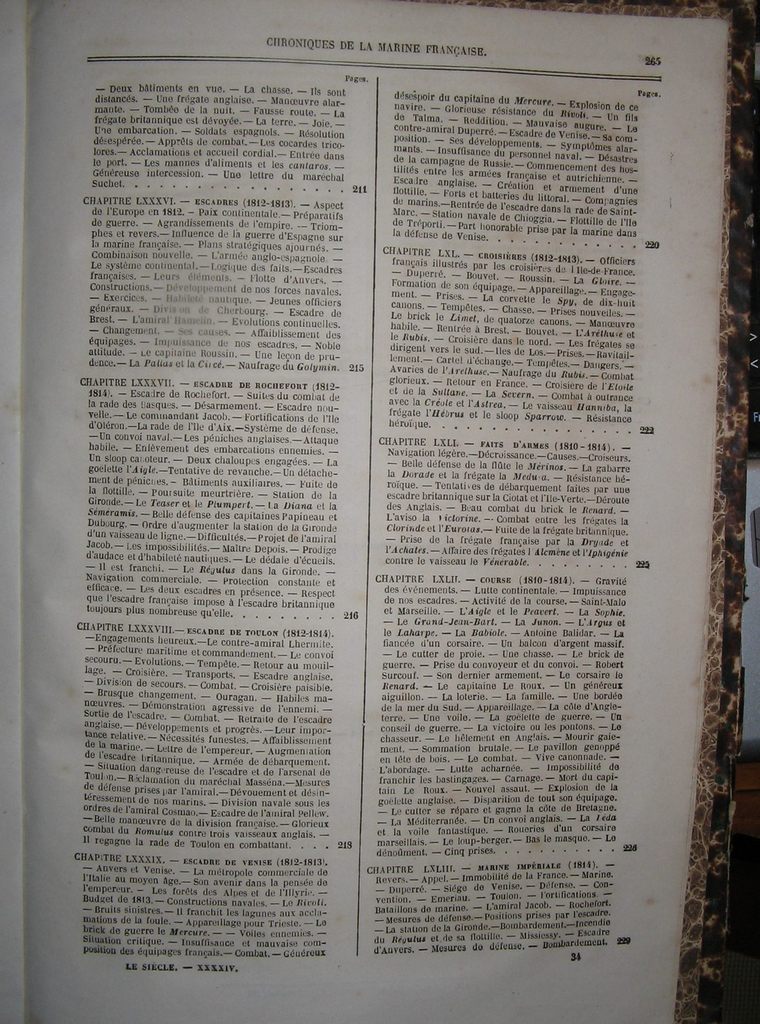 CHRONIQUES DE LA MARINE FRANÇAISE.
265
Pages.
— Deux bâtiments en vue. — La chasse. — Ils sont
distancés. — Une frégate anglaise. — Manœuvre alar-
mante. — Tombée de la nuit. — Fausse route. — La
frégate britannique est dévoyée. — La terre. — Joie. —
Une embarcation. — Soldats espagnols. — Résolution
désespérée. — Apprêts de combat. — Les cocardes trico-
lores. — Acclamations et accueil cordial. — Entrée dans
le port. — Les mannes d'aliments et les cantaros. —
Généreuse intercession. — Une lettre du maréchal
Suchet. . . . . . . . . . . . . . . . . . 211
CHAPITRE LXXXVI. — ESCADRES (1812-1813). — Aspect
de l'Europe en 1812. — Paix continentale. — Préparatifs
de guerre. — Agrandissements de l'empire. — Triom-
phes et revers. — Influence de la guerre d'Espagne sur
la marine française. — Plans stratégiques ajournés. —
Combinaison nouvelle. — L'armée anglo-espagnole. —
Le système continental. — Logique des faits. — Escadres
françaises. — Leurs éléments. — Flotte d'Anvers. —
Constructions. — Développement de nos forces navales.
— Exercices. — Habileté nautique. — Jeunes officiers
généraux. — Division de Cherbourg. — Escadre de
Brest. — L'amiral Hamelin. — Evolutions continuelles.
— Changement. — Ses causes. — Affaiblissement des
équipages. — Impuissance de nos escadres. — Noble
attitude. — Le capitaine Roussin. — Une leçon de pru-
dence. — La Pallas et la Circé. — Naufrage du Golymin. 215
CHAPITRE LXXXVII. — ESCADRE DE ROCHEFORT (1812-
1814). — Escadre de Rochefort. — Suites du combat de
la rade des Basques. — Désarmement. — Escadre nou-
velle. — Le commandant Jacob. — Fortifications de l'île
d'Oléron. — La rade de l'île d'Aix. — Système de défense.
— Un convoi naval. — Les péniches anglaises. — Attaque
habile. — Enlèvement des embarcations ennemies. —
Un sloop canoteur. — Deux chaloupes engagées. — La
goëlette l'Aigle. — Tentative de revanche. — Un détache-
ment de péniches. — Bâtiments auxiliaires. — Fuite de
la flottille. — Poursuite meurtrière. — Station de la
Gironde. — Le Teaser et le Plumpert. — La Diana et la
Séméramis. — Belle défense des capitaines Papineau et
Dubourg. — Ordre d'augmenter la station de la Gironde
d'un vaisseau de ligne. — Difficultés. — Projet de l'amiral
Jacob. — Les impossibilités. — Maître Depois. — Prodige
d'audace et d'habileté nautiques. — Le dédale d'écueils.
— Il est franchi. — Le Régulus dans la Gironde. —
Navigation commerciale. — Protection constante et
efficace. — Les deux escadres en présence. — Respect
que l'escadre française impose à l'escadre britannique
toujours plus nombreuse qu'elle. . . . . . . . 216
CHAPITRE LXXXVIII. — ESCADRE DE TOULON (1812-1814).
— Engagements heureux. — Le contre-amiral Lhermite.
— Préfecture maritime et commandement. — Le convoi
secouru. — Evolutions. — Tempête. — Retour au mouil-
lage. — Croisière. — Transports. — Escadre anglaise.
— Division de secours. — Combat. — Croisière paisible.
— Brusque changement. — Ouragan. — Habiles ma-
nœuvres. — Démonstration agressive de l'ennemi. —
Sortie de l'escadre. — Combat. — Retraite de l'escadre
anglaise. — Développements et progrès. — Leur impor-
tance relative. — Nécessités funestes. — Affaiblissement
de la marine. — Lettre de l'empereur. — Augmentation
de l'escadre britannique. — Armée de débarquement.
— Situation dangereuse de l'escadre et de l'arsenal de
Toulon. — Réclamation du maréchal Masséna. — Mesures
de défense prises par l'amiral. — Dévouement et désin-
téressement de nos marins. — Division navale sous les
ordres de l'amiral Cosmao. — Escadre de l'amiral Pellew.
— Belle manœuvre de la division française. — Glorieux
combat du Romulus contre trois vaisseaux anglais. —
Il regagne la rade de Toulon en combattant. . . . 218
CHAPITRE LXXXIX. — ESCADRE DE VENISE (1812-1813).
— Anvers et Venise. — La métropole commerciale de
l'Italie au moyen âge. — Son avenir dans la pensée de
l'empereur. — Les forêts des Alpes et de l'Illyrie. —
Budget de 1813. — Constructions navales. — Le Rivoli.
— Bruits sinistres. — Il franchit les lagunes aux accla-
mations de la foule. — Appareillage pour Trieste. — Le
brick de guerre le Mercure. — Voiles ennemies. —
Situation critique. — Insuffisance et mauvaise com-
position des équipages français. — Combat. — Généreux
LE SIÈCLE. — XXXXIV.
Pages.
désespoir du capitaine du Mercure. — Explosion de ce
navire. — Glorieuse résistance du Rivoli. — Un fils
de Talma. — Reddition. — Mauvaise augure. — Le
contre-amiral Duperré. — Escadre de Venise. — Sa com-
position. — Ses développements. — Symptômes alar-
mants. — Insuffisance du personnel naval. — Désastres
de la campagne de Russie. — Commencement des hos-
tilités entre les armées française et autrichienne. —
Escadre anglaise. — Création et armement d'une
flottille. — Forts et batteries du littoral. — Compagnies
de marins. — Rentrée de l'escadre dans la rade de Saint-
Marc. — Station navale de Chioggia. — Flottille de l'île
de Tréporti. — Part honorable prise par la marine dans
la défense de Venise. . . . . . . . . . . . 220
CHAPITRE LXL. — CROISIÈRES (1812-1813). — Officiers
français illustrés par les croisières de l'Ile-de-France.
— Duperré. — Bouvet. — Roussin. — La Gloire. —
Formation de son équipage. — Appareillage. — Engage-
ment. — Prises. — La corvette le Spy, de dix-huit
canons. — Tempêtes. — Chasse. — Prises nouvelles. —
Le brick le Limet, de quatorze canons. — Manœuvre
habile. — Rentrée à Brest. — Bouvet. — L'Aréthuse et
le Rubis. — Croisière dans le nord. — Les frégates se
dirigent vers le sud. — Iles de Los. — Prises. — Ravitail-
lement. — Cartel d'échange. — Tempêtes. — Dangers. —
Avaries de l'Arethuse. — Naufrage du Rubis. — Combat
glorieux. — Retour en France. — Croisière de l'Etoile
et de la Sultane. — La Severn. — Combat à outrance
avec la Créole et l'Astrea. — Le vaisseau Hanniba, la
frégate l'Hébrus et le sloop Sparrow. — Résistance
héroïque. . . . . . . . . . . . . . . . 222
CHAPITRE LXLI. — FAITS D'ARMES (1810-1814). —
Navigation légère. — Décroissance. — Causes. — Croiseurs.
— Belle défense de la flûte le Mérinos. — La gabarre
la Dorade et la frégate la Medusa. — Résistance hé-
roïque. — Tentatives de débarquement faites par une
escadre britannique sur la Ciotat et l'Ile-Verte. — Déroute
des Anglais. — Beau combat du brick le Renard. —
L'aviso la Victorine. — Combat entre les frégates la
Clorinde et l'Eurotas. — Fuite de la frégate britannique.
— Prise de la frégate française par la Dryade et
l'Achates. — Affaire des frégates l'Alcmène et l'Iphigénie
contre le vaisseau le Vénerable. . . . . . . . 225
CHAPITRE LXLII. — COURSE (1810-1814). — Gravité
des événements. — Lutte continentale. — Impuissance
de nos escadres. — Activité de la course. — Saint-Malo
et Marseille. — L'Aigle et le Pravert. — La Sophie.
— Le Grand-Jean-Bart. — La Junon. — L'Argus et
le Laharpe. — La Babiole. — Antoine Balidar. — La
fiancée d'un corsaire. — Un balcon d'argent massif.
— Le cutter de proie. — Une chasse. — Le brick de
guerre. — Prise du convoyeur et du convoi. — Robert
Surcouf. — Son dernier armement. — Le corsaire le
Renard. — Le capitaine Le Roux. — Un généreux
aiguillon. — La loterie. — La famille. — Une bordée
de la mer du Sud. — Appareillage. — La côte d'Angle-
terre. — Une voile. — La goëlette de guerre. — Un
conseil de guerre. — La victoire ou les pontons. — Le
chasseur. — Le hêlement en Anglais. — Mourir gaie-
ment. — Sommation brutale. — Le pavillon genoppé
en tête de bois. — Le combat. — Vive canonnade. —
L'abordage. — Lutte acharnée. — Impossibilité de
franchir les bastingages. — Carnage. — Mort du capi-
tain Le Roux. — Nouvel assaut. — Explosion de la
goëlette anglaise. — Disparition de tout son équipage.
— Le cutter se répare et gagne la côte de Bretagne.
— La Méditerranée. — Un convoi anglais. — La Leda
et la voile fantastique. — Roueries d'un corsaire
marseillais. — Le loup-berger. — Bas le masque. — Le
dénoûment. — Cinq prises. . . . . . . . . . 226
CHAPITRE LXLIII. — MARINE IMPÉRIALE (1814). —
Revers. — Appel. — Immobilité de la France. — Marine.
— Duperré. — Siége de Venise. — Défense. — Con-
vention. — Emeriau. — Toulon. — Fortifications. —
Bataillons de marine. — L'amiral Jacob. — Rochefort.
— Mesures de défense. — Positions prises par l'escadre.
— La station de la Gironde. — Bombardement. — Incendie
du Régulus et de sa flottille. — Missiessy. — Escadre
d'Anvers. — Mesures de défense. — Bombardement. 229
34